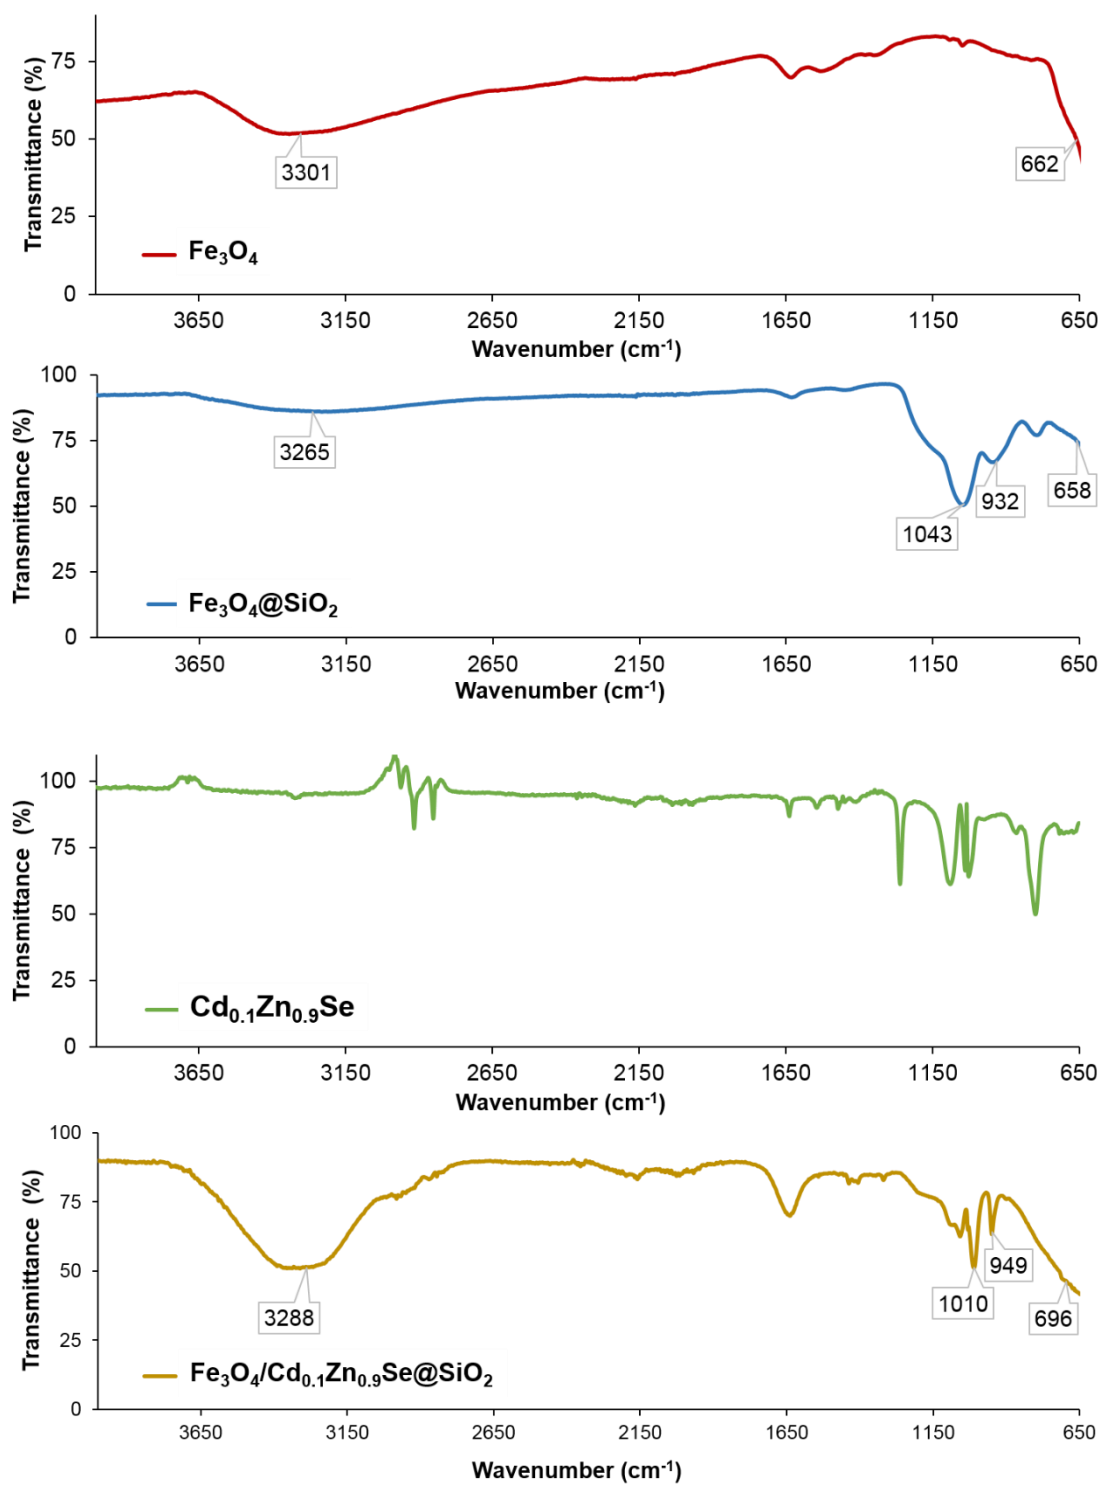 Transmittance (%)
75
50
25
0
3301
662
Fe₃O₄
3650 3150 2650 2150 1650 1150 650
Wavenumber (cm⁻¹)
Transmittance (%)
100
75
50
25
0
3265
1043
932
658
Fe₃O₄@SiO₂
3650 3150 2650 2150 1650 1150 650
Wavenumber (cm⁻¹)
Transmittance (%)
100
75
50
25
0
Cd₀.₁Zn₀.₉Se
3650 3150 2650 2150 1650 1150 650
Wavenumber (cm⁻¹)
Transmittance (%)
100
75
50
25
0
3288
1010
949
696
Fe₃O₄/Cd₀.₁Zn₀.₉Se@SiO₂
3650 3150 2650 2150 1650 1150 650
Wavenumber (cm⁻¹)